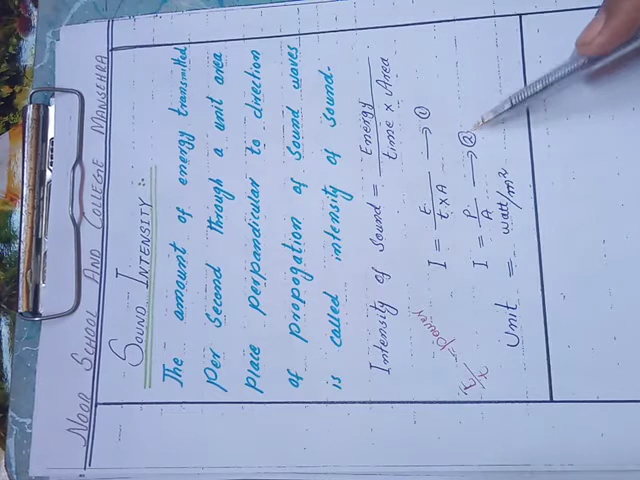 NOOR SCHOOL AND COLLEGE MANSEHRA
SOUND INTENSITY :-
The amount of energy transmitted
per second through a unit area
place perpandicular to direction
of propogation of sound waves
is called intensity of sound.
Intensity of sound = Energy / time × Area
I = E / t × A → ①
I = P / A → ②
= power
Unit = watt/m²